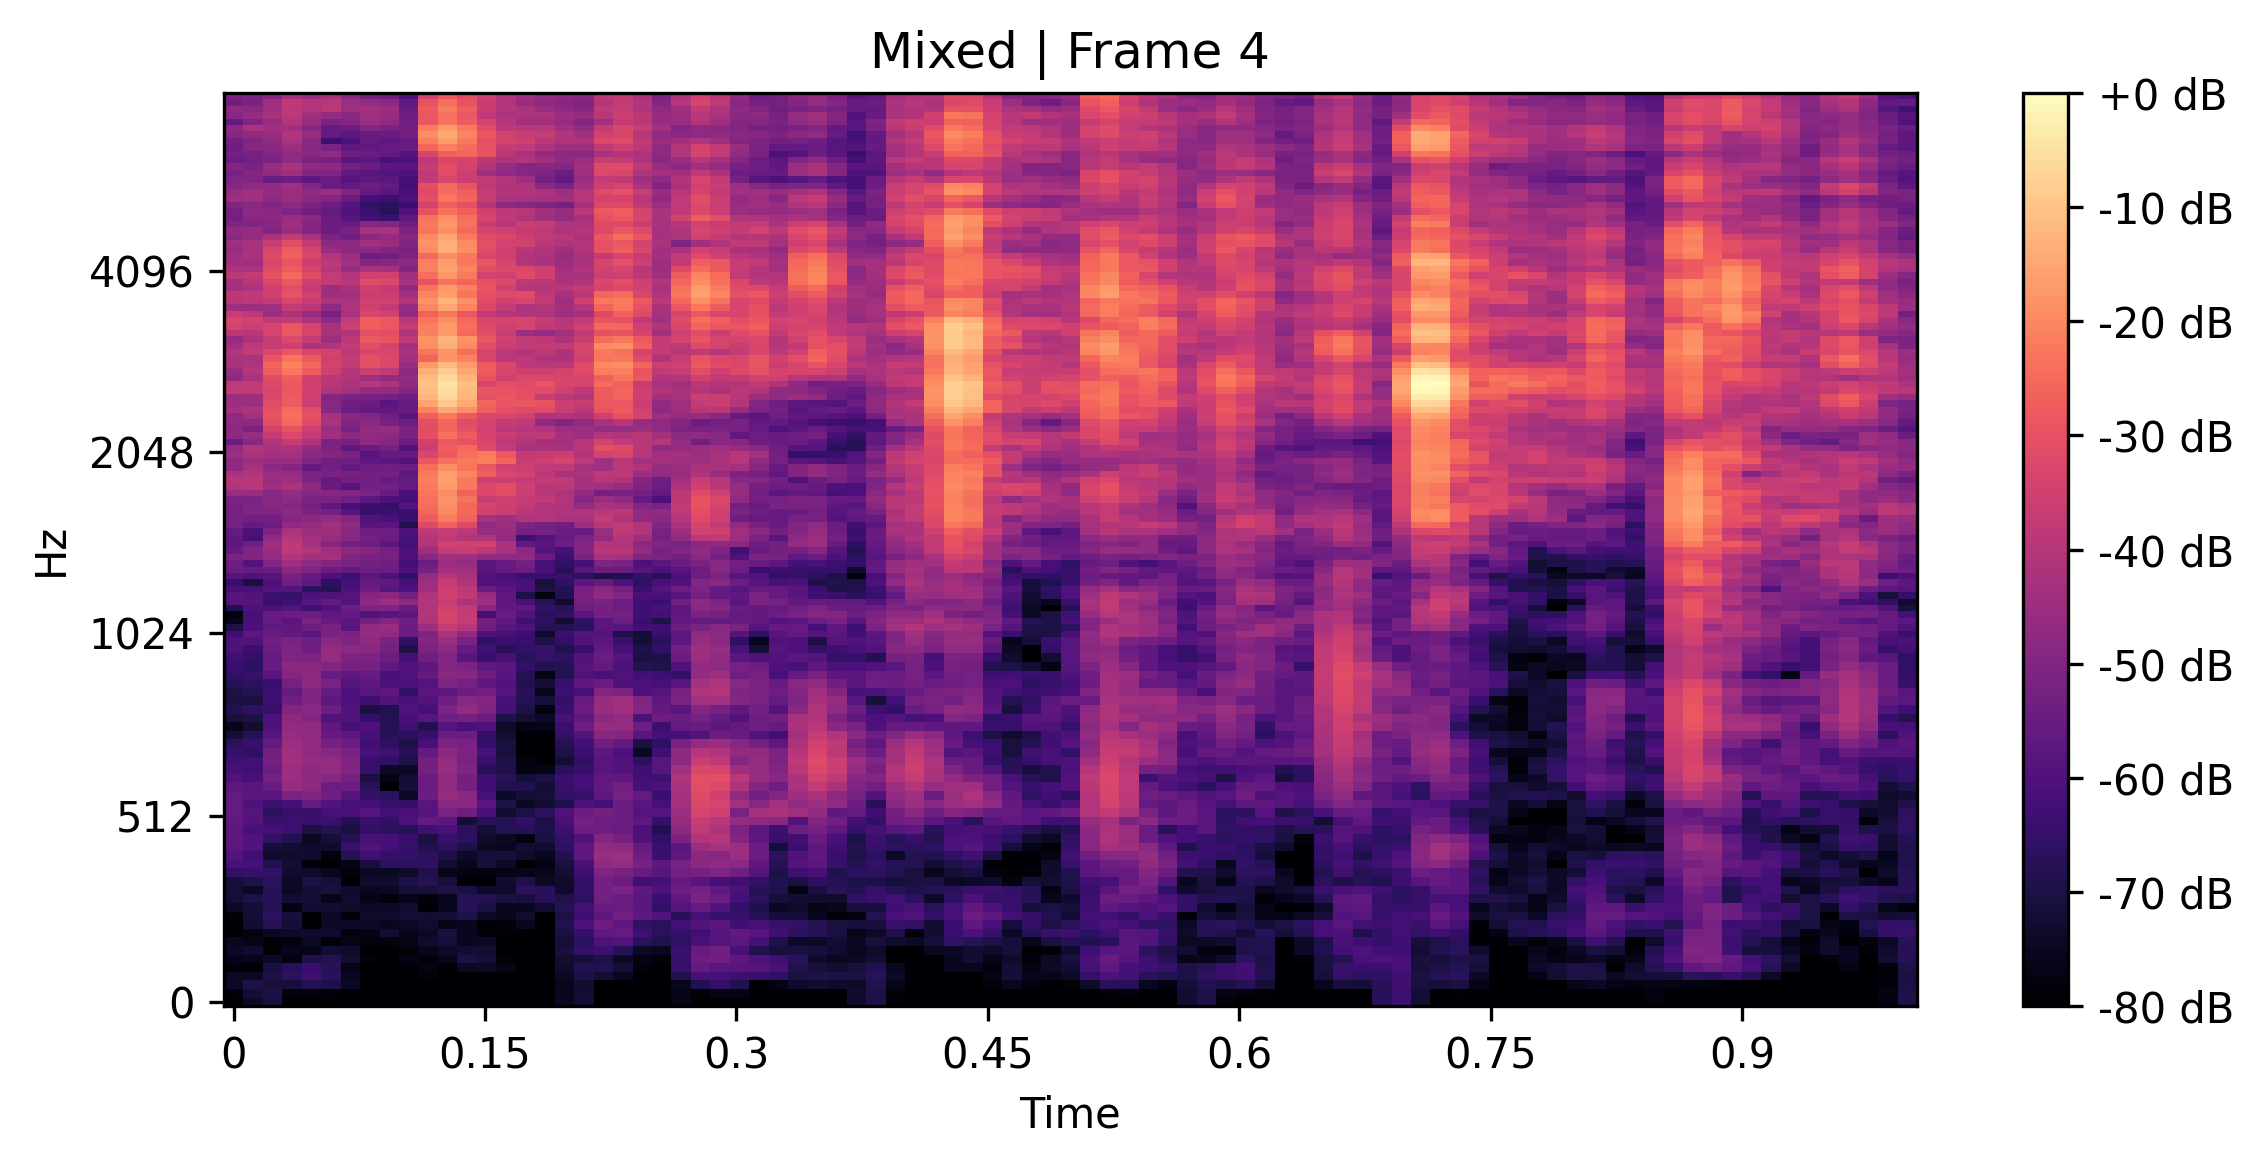 Mixed | Frame 4
+0 dB
-10 dB
-20 dB
-30 dB
-40 dB
-50 dB
-60 dB
-70 dB
-80 dB
4096
2048
1024
512
0
Hz
0 0.15 0.3 0.45 0.6 0.75 0.9
Time